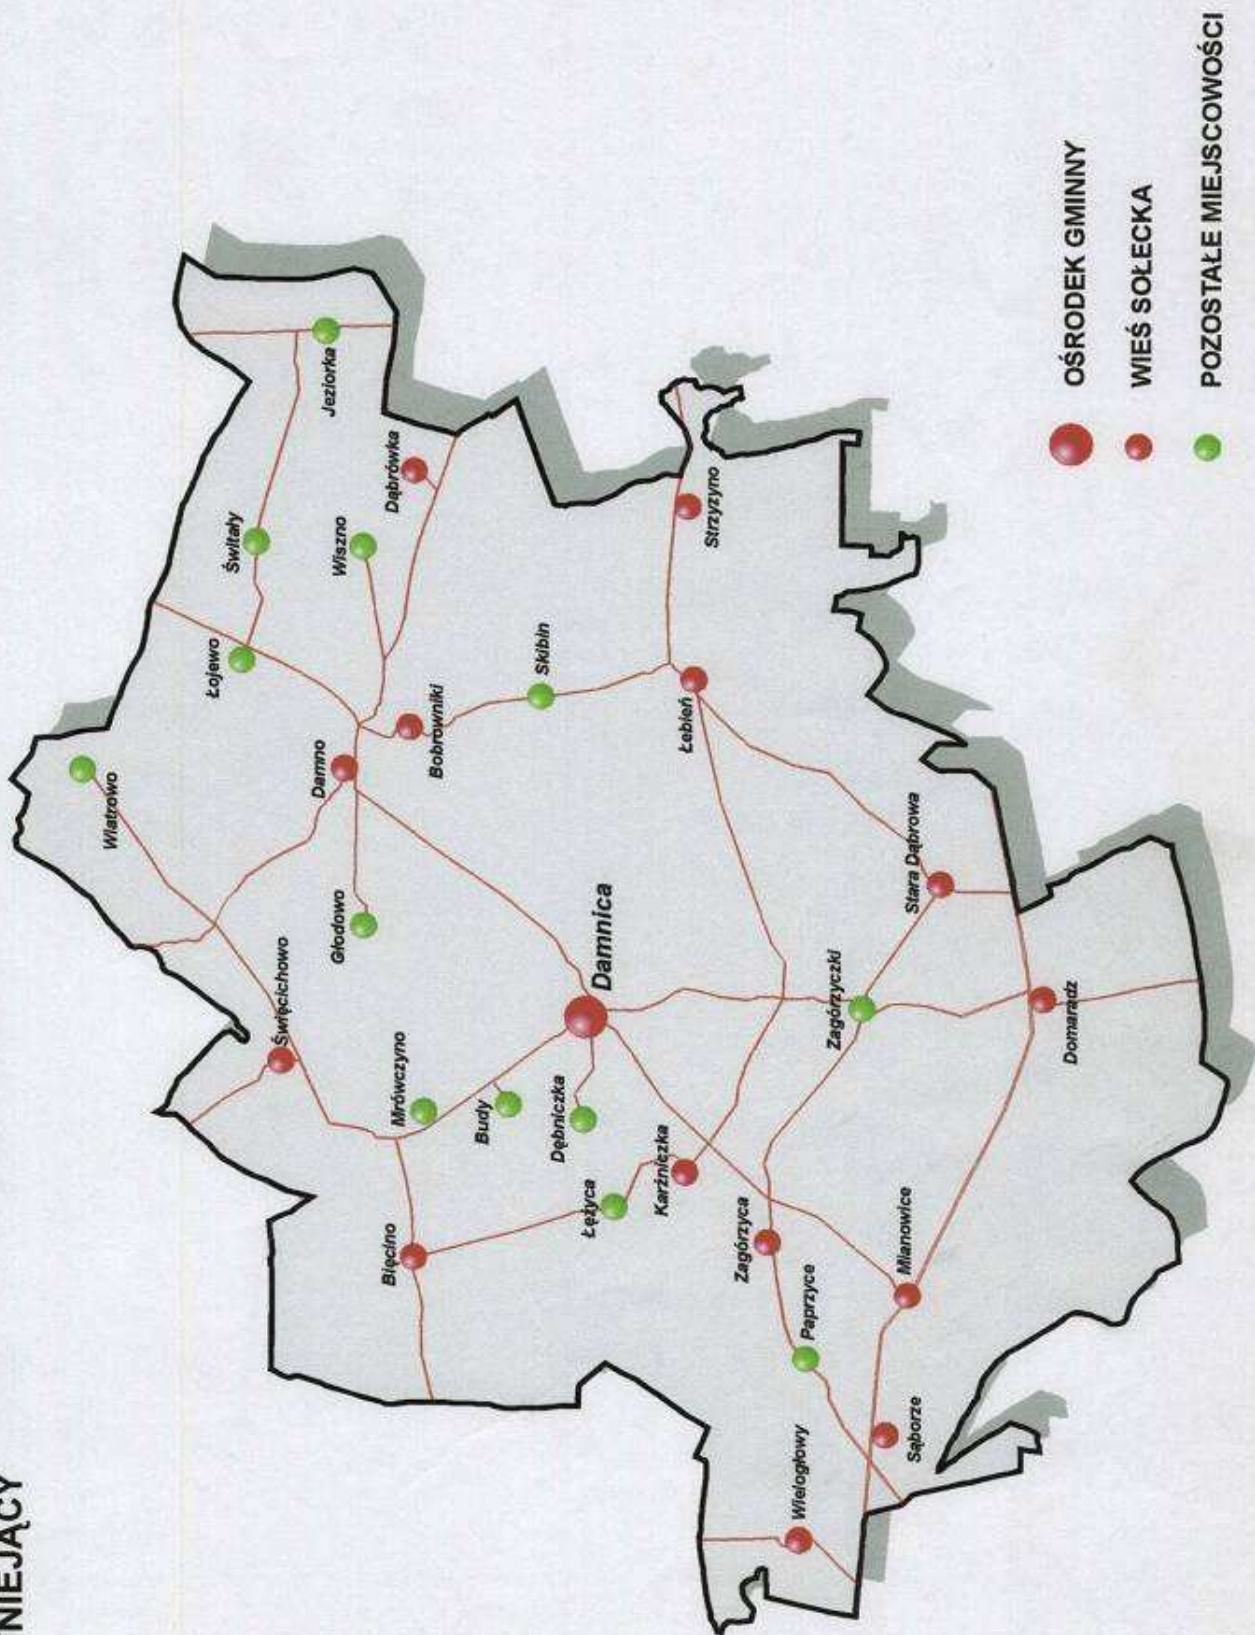 NIEJĄCY
Wiatrowo
Łojewo
Świtały
Święcichowo
Damno
Jeziorka
Głodowo
Wiszno
Bięcino
Dąbrówka
Mrówczyno
Bobrowniki
Budy
Skibin
Dębniczka
Łężyca
Damnica
Karżniczka
Łebień
Strzyżyno
Zagórzyca
Wielogłowy
Paprzyce
Zagórzyczki
Mianowice
Stara Dąbrowa
Sąborze
Domaradz
OŚRODEK GMINNY
WIEŚ SOŁECKA
POZOSTAŁE MIEJSCOWOŚCI